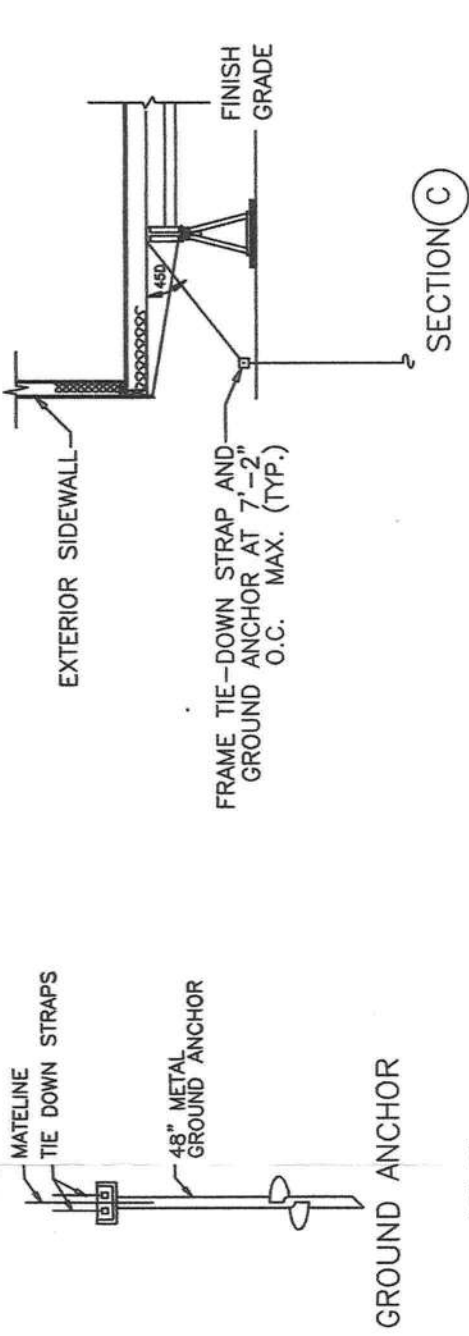 MATELINE
TIE DOWN STRAPS
48" METAL
GROUND ANCHOR
GROUND ANCHOR
EXTERIOR SIDEWALL
45D
FINISH
GRADE
FRAME TIE-DOWN STRAP AND
GROUND ANCHOR AT 7'-2"
O.C. MAX. (TYP.)
SECTION C